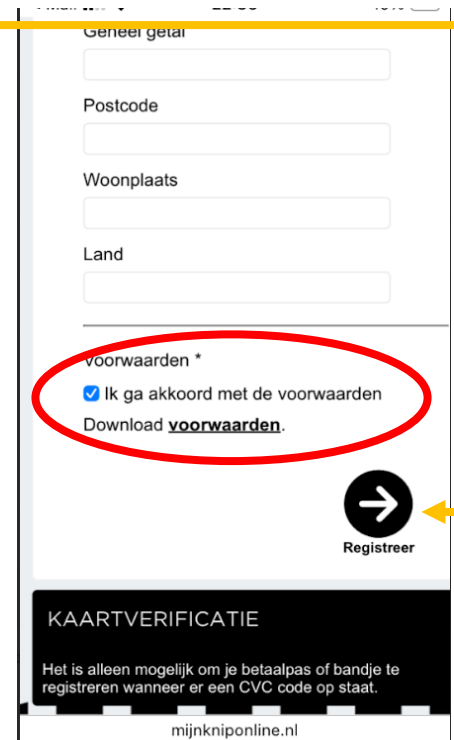 Geheel getal
Postcode
Woonplaats
Land
Voorwaarden *
Ik ga akkoord met de voorwaarden
Download voorwaarden.
Registreer
KAARTVERIFICATIE
Het is alleen mogelijk om je betaalpas of bandje te
registreren wanneer er een CVC code op staat.
mijnkniponline.nl